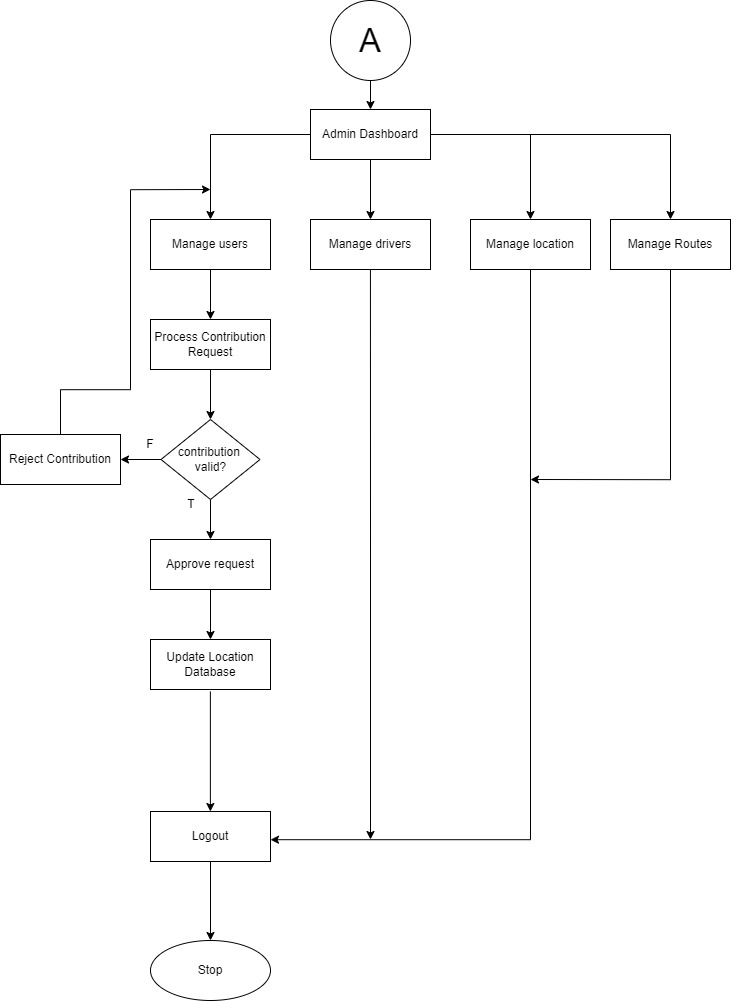 A
Admin Dashboard
Manage users
Manage drivers
Manage location
Manage Routes
Process Contribution
Request
contribution
valid?
F
Reject Contribution
T
Approve request
Update Location
Database
Logout
Stop